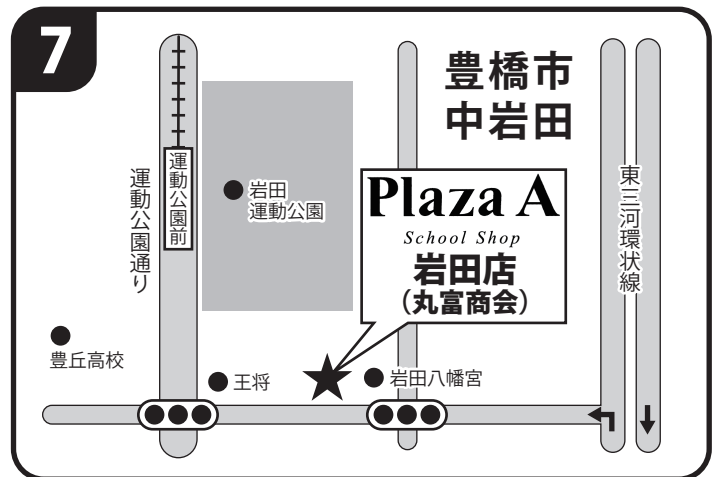 7
豊橋市
中岩田
運動公園前
運動公園通り
岩田
運動公園
Plaza A
School Shop
岩田店
（丸富商会）
東三河環状線
豊丘高校
王将
岩田八幡宮